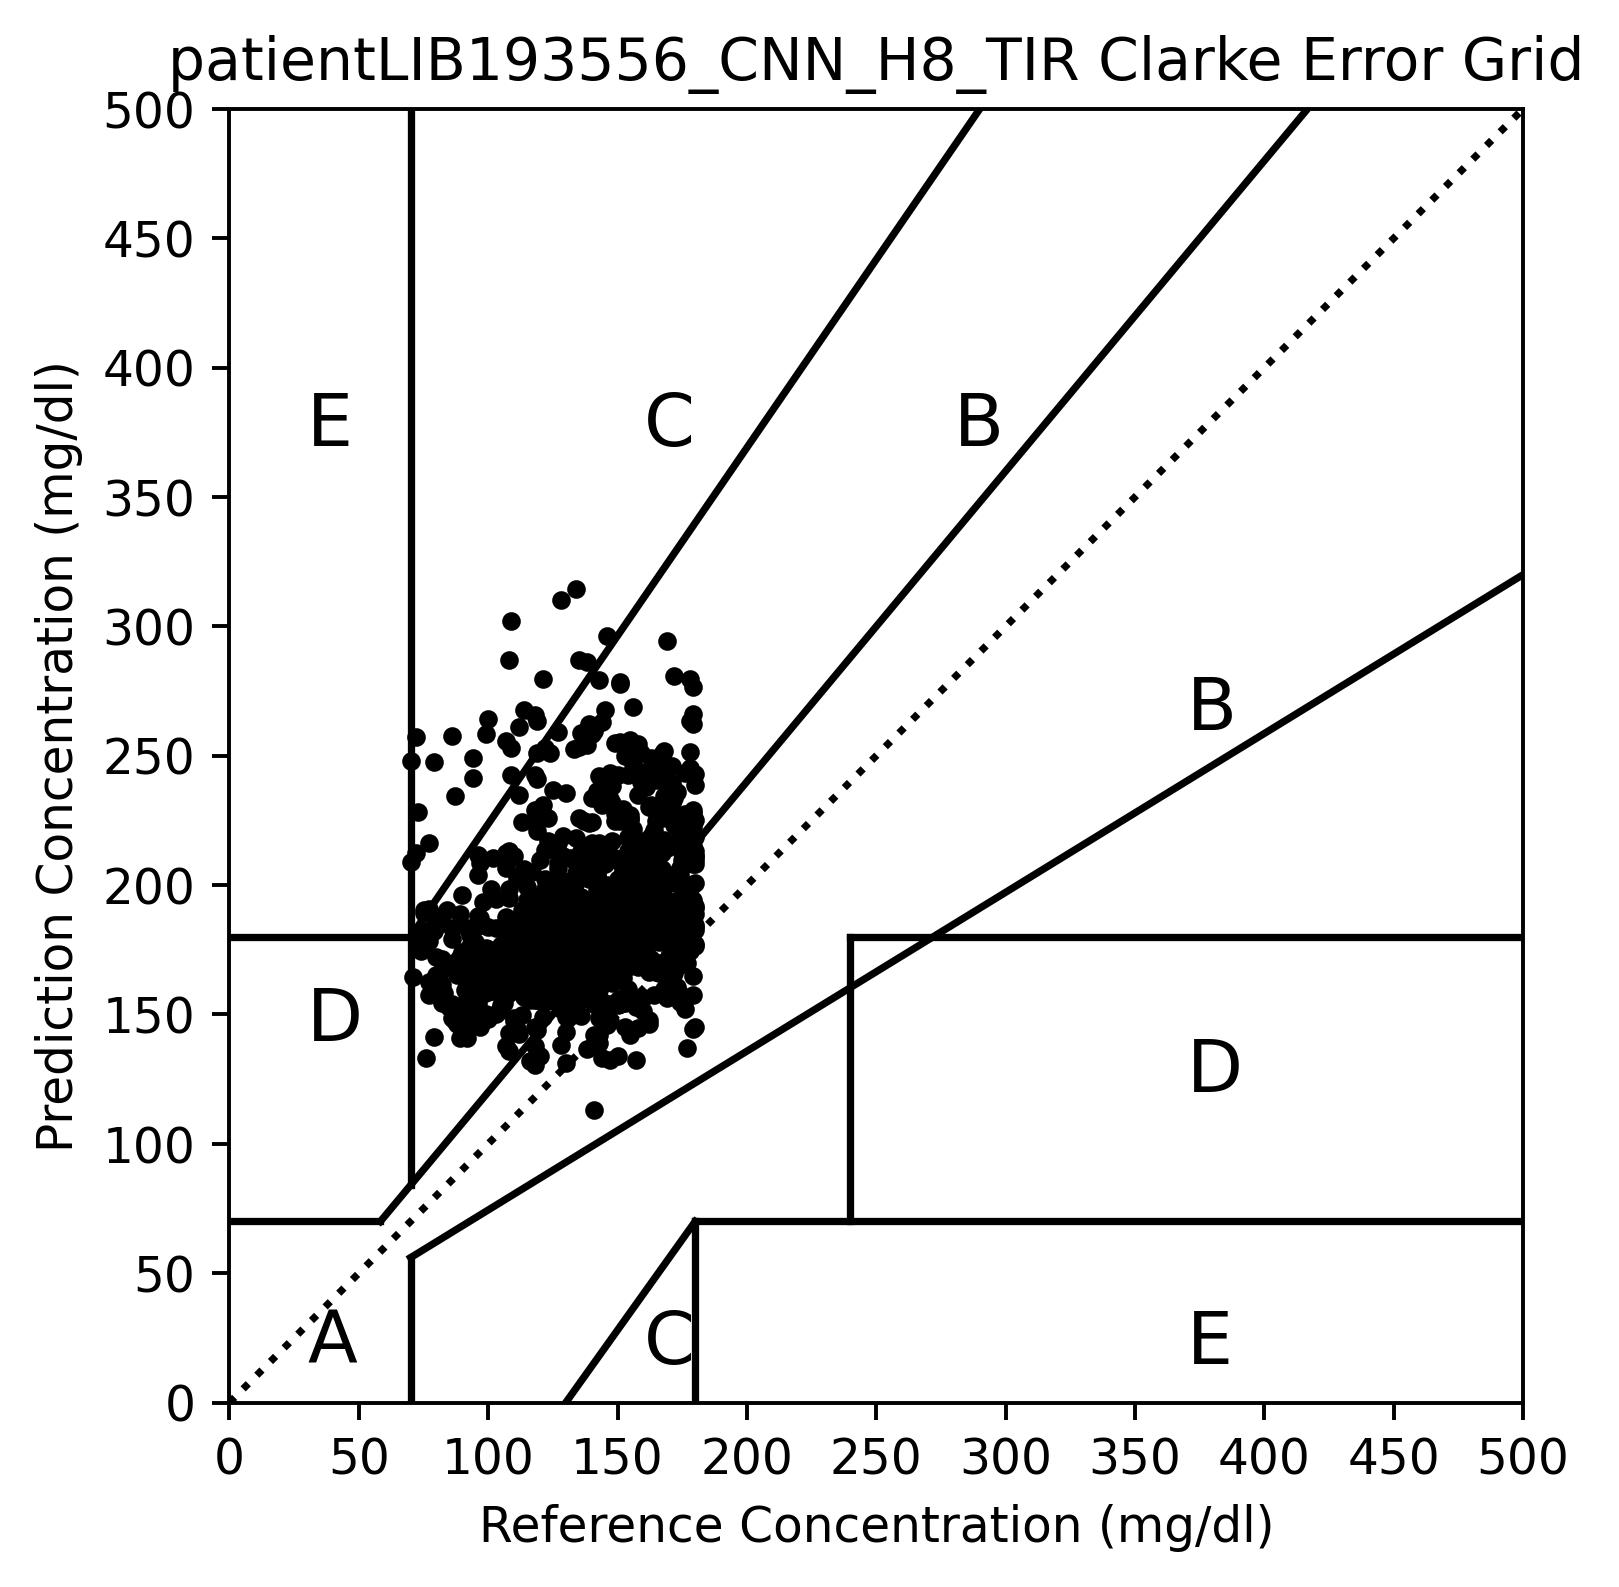 patientLIB193556_CNN_H8_TIR Clarke Error Grid
500
450
400
350
300
250
200
150
100
50
0
Prediction Concentration (mg/dl)
E
C
B
B
D
D
A
C
E
0 50 100 150 200 250 300 350 400 450 500
Reference Concentration (mg/dl)